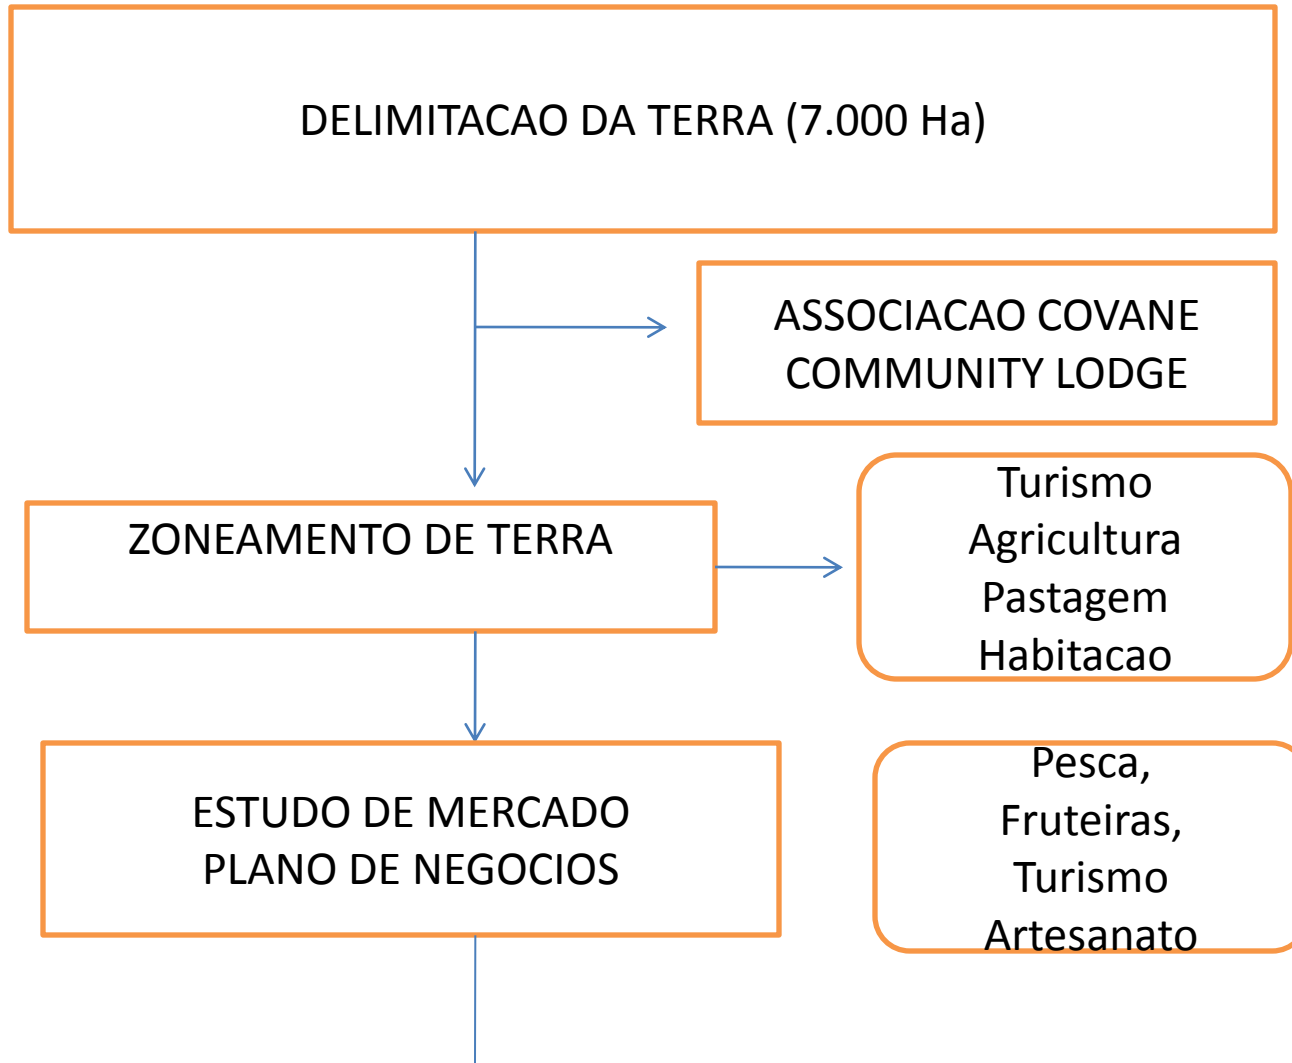 DELIMITACAO DA TERRA (7.000 Ha)
ASSOCIACAO COVANE
COMMUNITY LODGE
ZONEAMENTO DE TERRA
Turismo
Agricultura
Pastagem
Habitacao
ESTUDO DE MERCADO
PLANO DE NEGOCIOS
Pesca,
Fruteiras,
Turismo
Artesanato